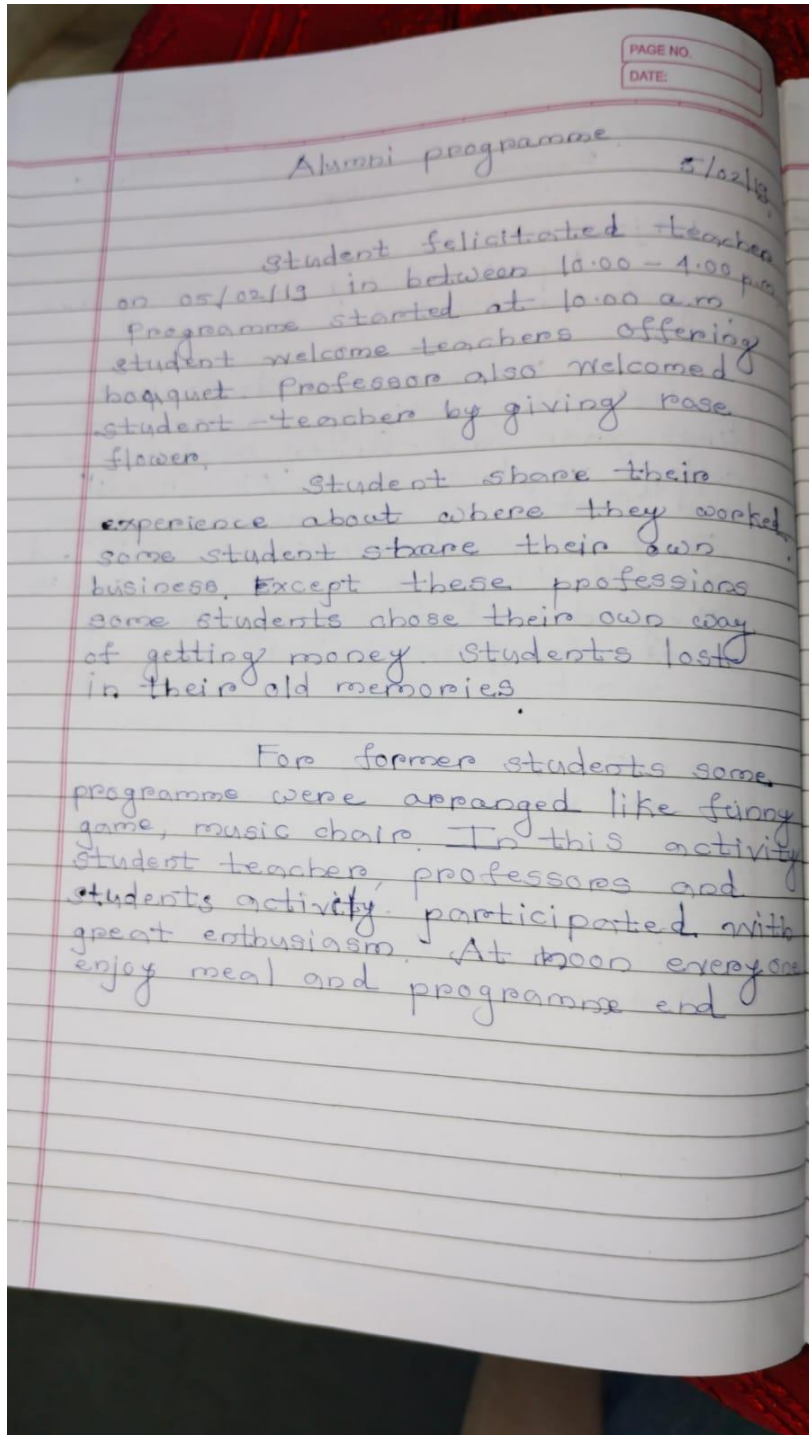 PAGE NO.
DATE:
Alumni programme.
5/02/19.
Student felicitated teacher
on 05/02/19 in between 10.00 - 4.00 p.m
Programme started at 10.00 a.m
student welcome teachers offering
boququet. Professor also welcomed
student-teacher by giving rose
flower.
Student share their
experience about where they worked.
some student share their own
business. Except these professions
some students chose their own way
of getting money. Students lost
in their old memories.
For former students some
programme were arranged like funny
game, music chair. In this activity
student teacher, professors and
students activity participated with
great enthusiasm. At noon everyone
enjoy meal and programme end